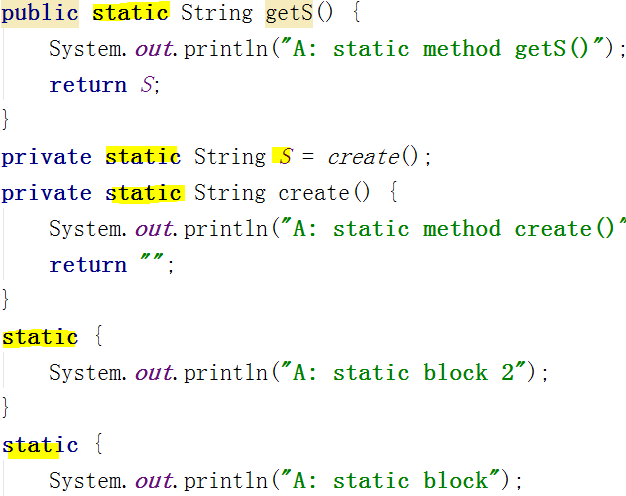 public static String getS() {
System.out.println("A: static method getS()");
return S;
}
private static String S = create();
private static String create() {
System.out.println("A: static method create()"
return "";
}
static {
System.out.println("A: static block 2");
}
static {
System.out.println("A: static block");